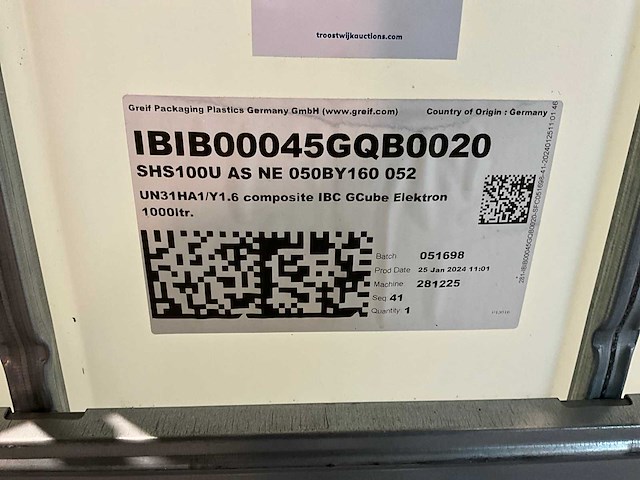 troostwijkauctions.com
Greif Packaging Plastics Germany GmbH (www.greif.com) Country of Origin : Germany
IBIB00045GQB0020
SHS100U AS NE 050BY160 052
UN31HA1/Y1.6 composite IBC GCube Elektron
1000ltr.
Batch 051698
Prod Date 25 Jan 2024 11:01
Machine 281225
Seq 41
Quantity 1